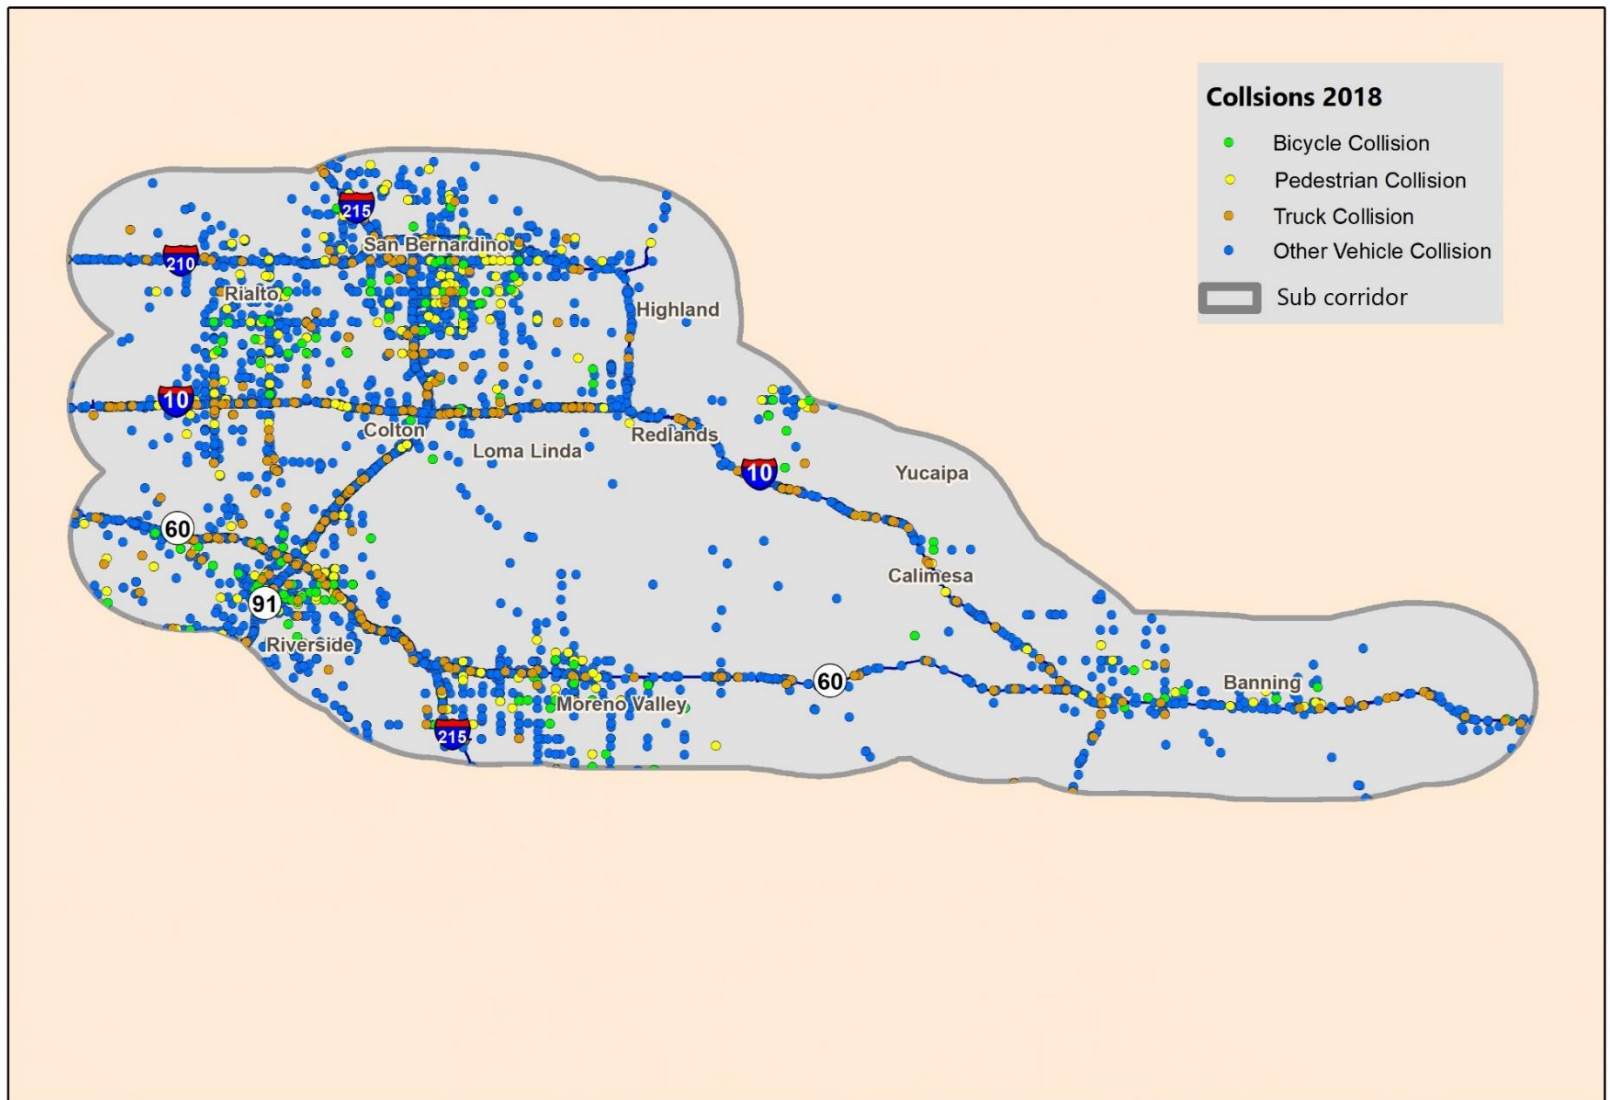 Collsions 2018
Bicycle Collision
Pedestrian Collision
Truck Collision
Other Vehicle Collision
Sub corridor
215
San Bernardino
210
Rialto
Highland
10
Colton
Redlands
Loma Linda
10
Yucaipa
60
Calimesa
91
Riverside
60
Banning
Moreno Valley
215